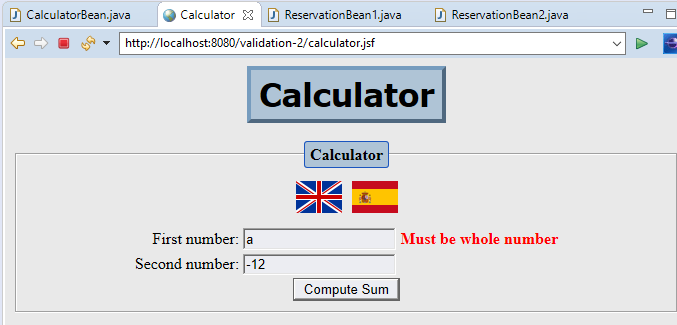 CalculatorBean.java Calculator ReservationBean1.java ReservationBean2.java
http://localhost:8080/validation-2/calculator.jsf
Calculator
Calculator
First number: a Must be whole number
Second number: -12
Compute Sum